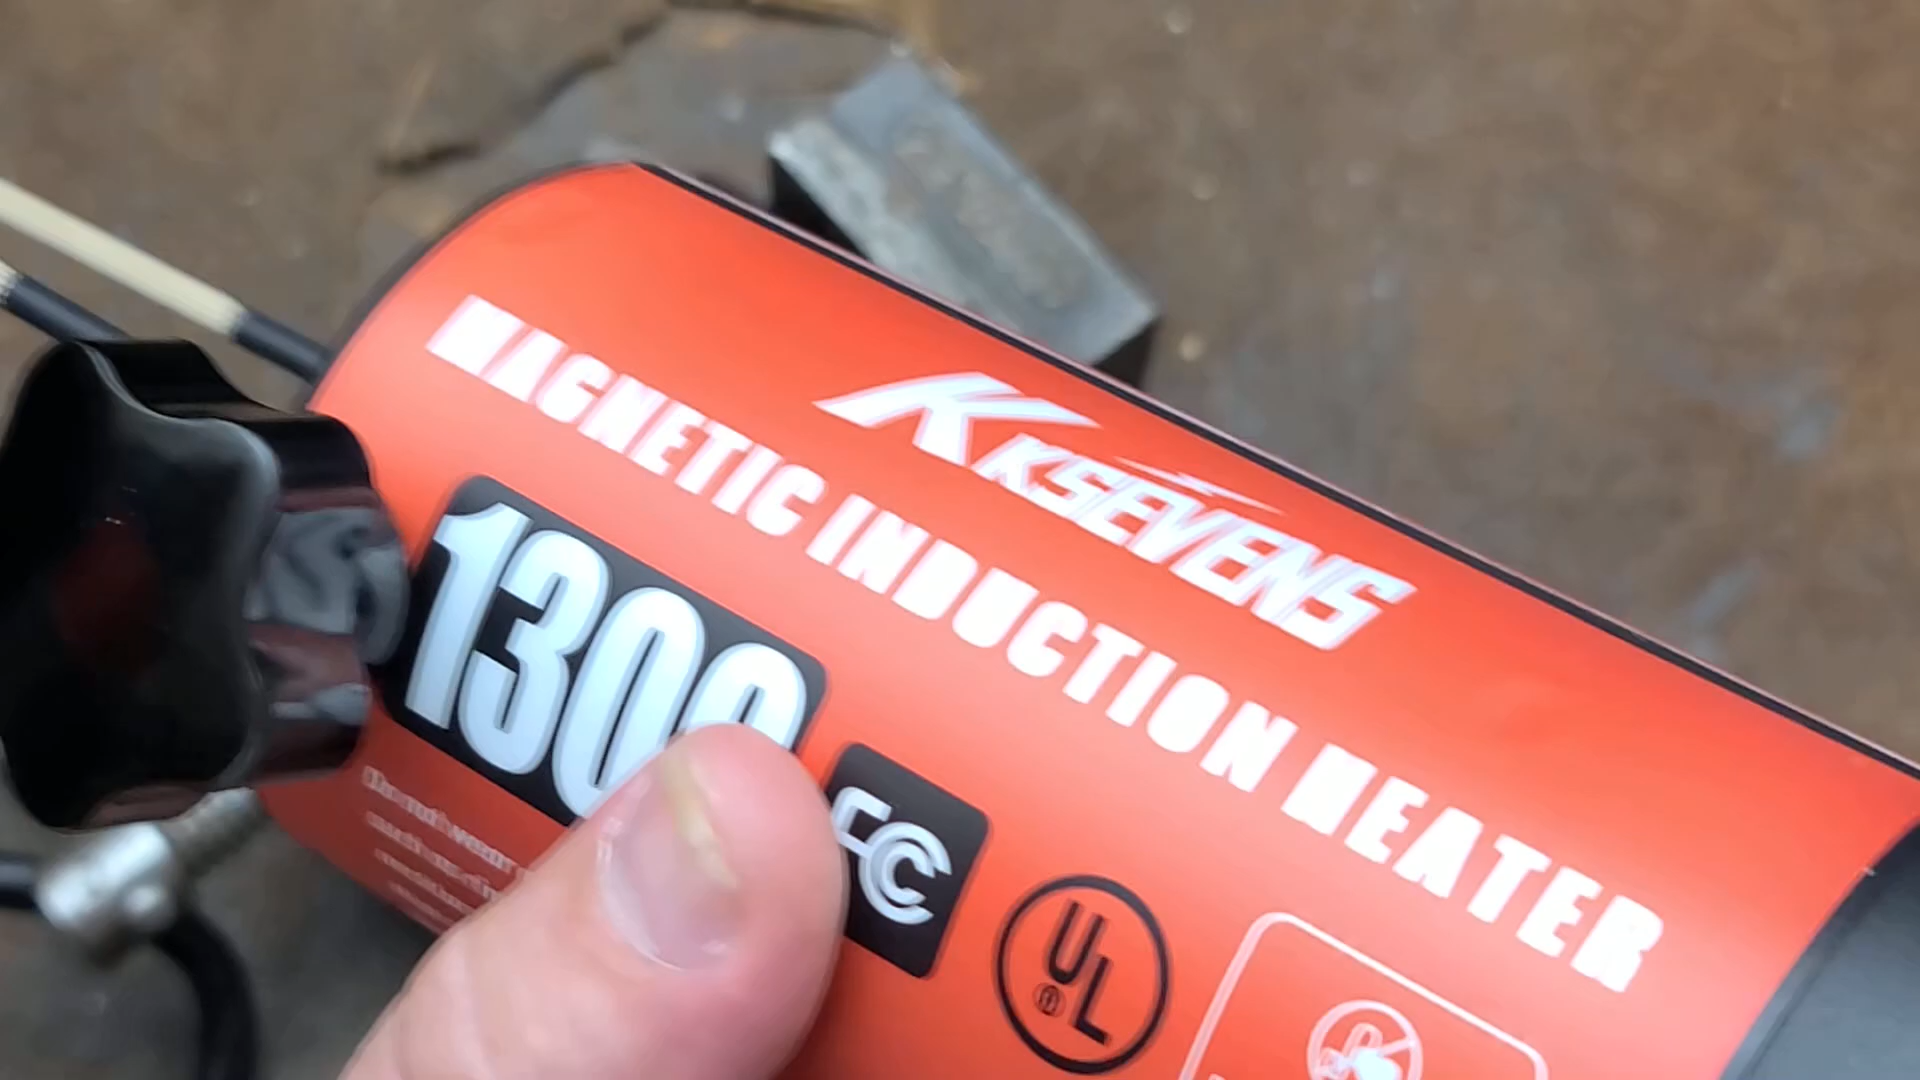 K
KSEVENS
MAGNETIC INDUCTION HEATER
1300
FC
UL